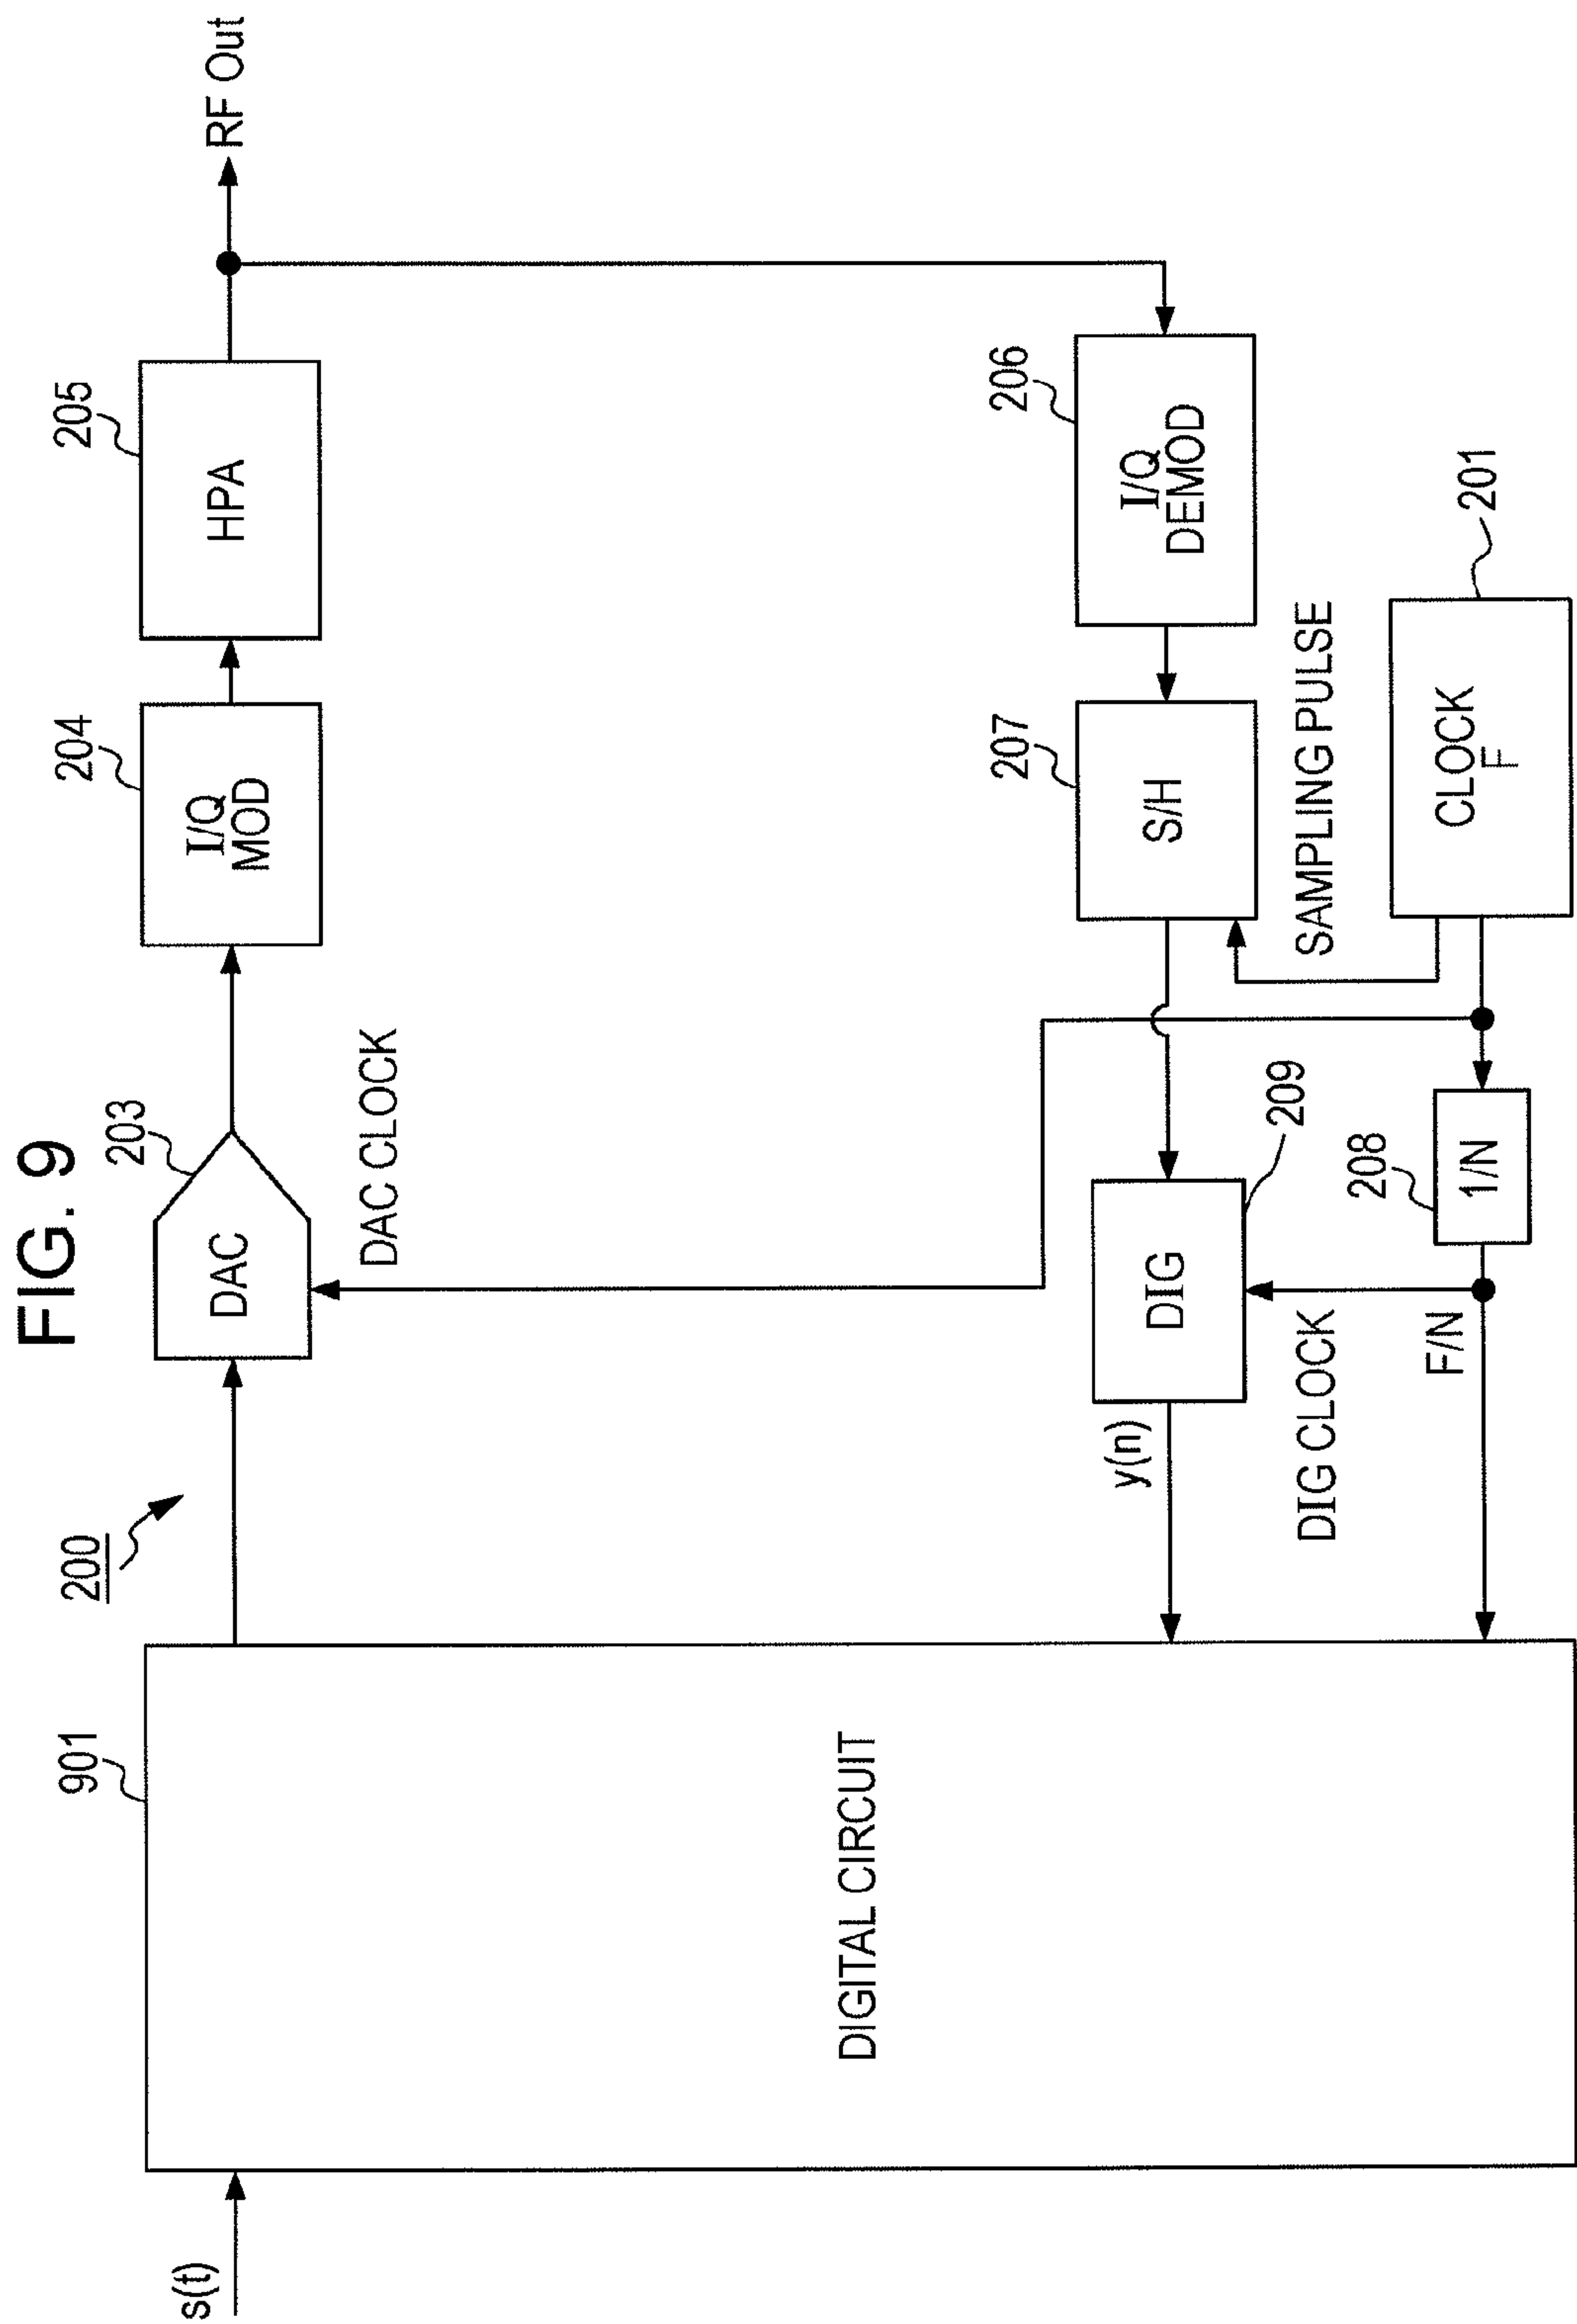 FIG. 9
200
901
203
204
205
s(t)
DIGITAL CIRCUIT
DAC
I/Q
MOD
HPA
RF Out
DAC CLOCK
y(n)
DIG
209
207
S/H
206
I/Q
DEMOD
DIG CLOCK
SAMPLING PULSE
F/N
208
1/N
CLOCK
F
201